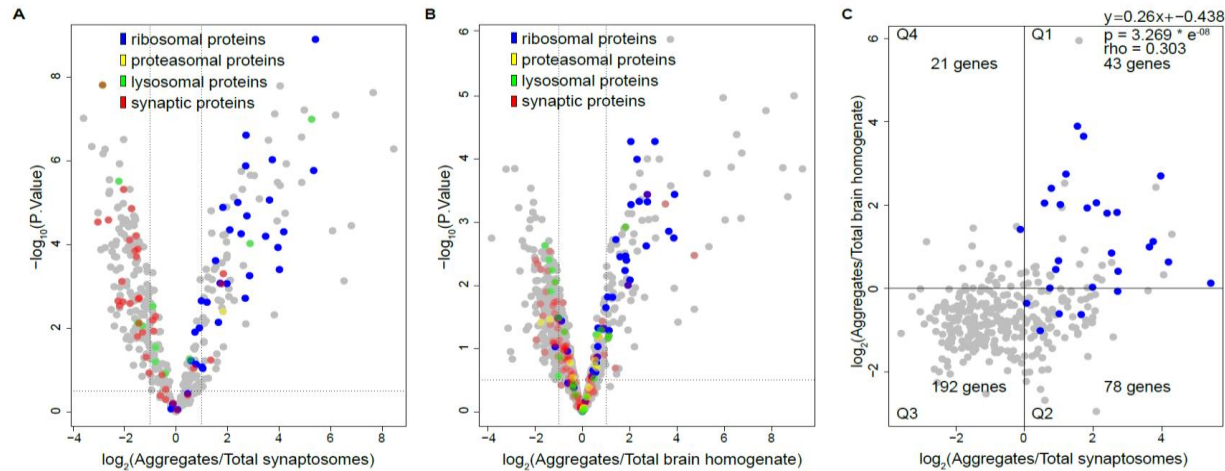 A
ribosomal proteins
proteasomal proteins
lysosomal proteins
synaptic proteins
−log10(P.Value)
8
6
4
2
0
−4 −2 0 2 4 6 8
log2(Aggregates/Total synaptosomes)
B
ribosomal proteins
proteasomal proteins
lysosomal proteins
synaptic proteins
−log10(P.Value)
6
5
4
3
2
1
0
−4 −2 0 2 4 6 8
log2(Aggregates/Total brain homogenate)
C
y=0.26x+−0.438
p = 3.269 * e-08
rho = 0.303
Q4
Q1
21 genes
43 genes
log2(Aggregates/Total brain homogenate)
6
4
2
0
−2
192 genes
78 genes
Q3
Q2
−2 0 2 4 6
log2(Aggregates/Total synaptosomes)